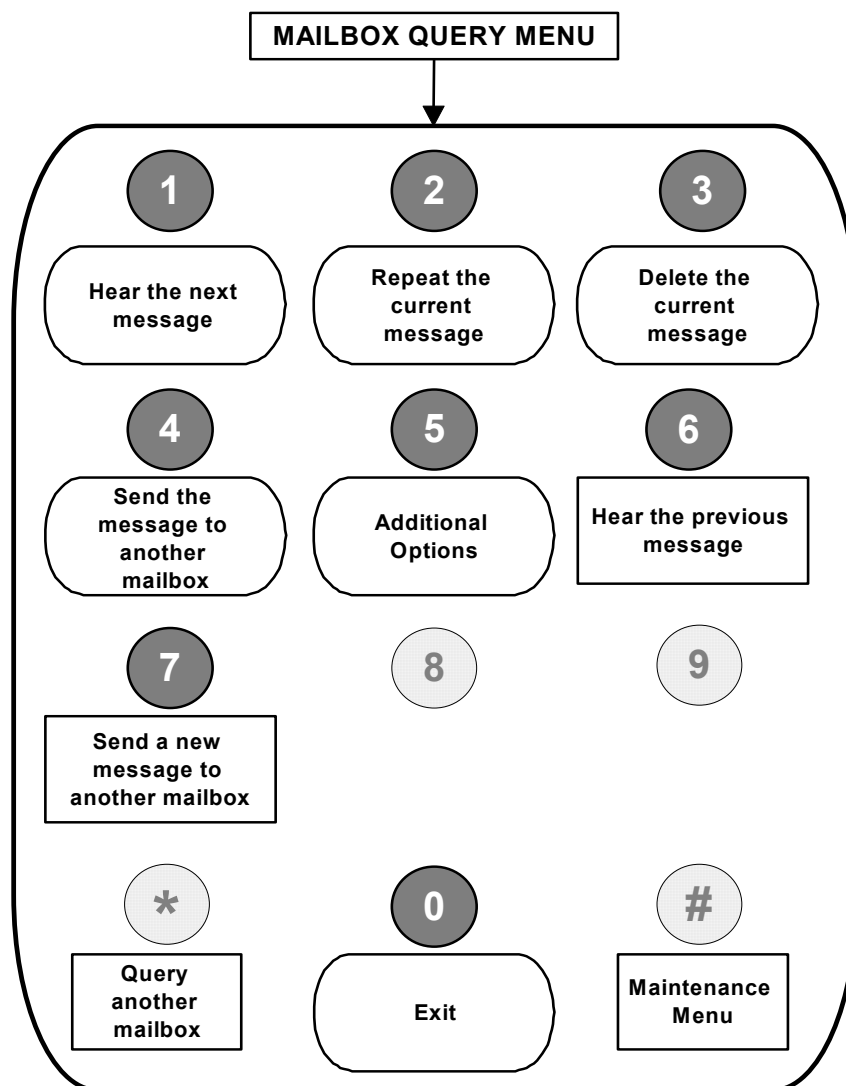 MAILBOX QUERY MENU
1
2
3
Hear the next
message
Repeat the
current
message
Delete the
current
message
4
5
6
Send the
message to
another
mailbox
Additional
Options
Hear the previous
message
7
8
9
Send a new
message to
another mailbox
*
0
#
Query
another
mailbox
Exit
Maintenance
Menu